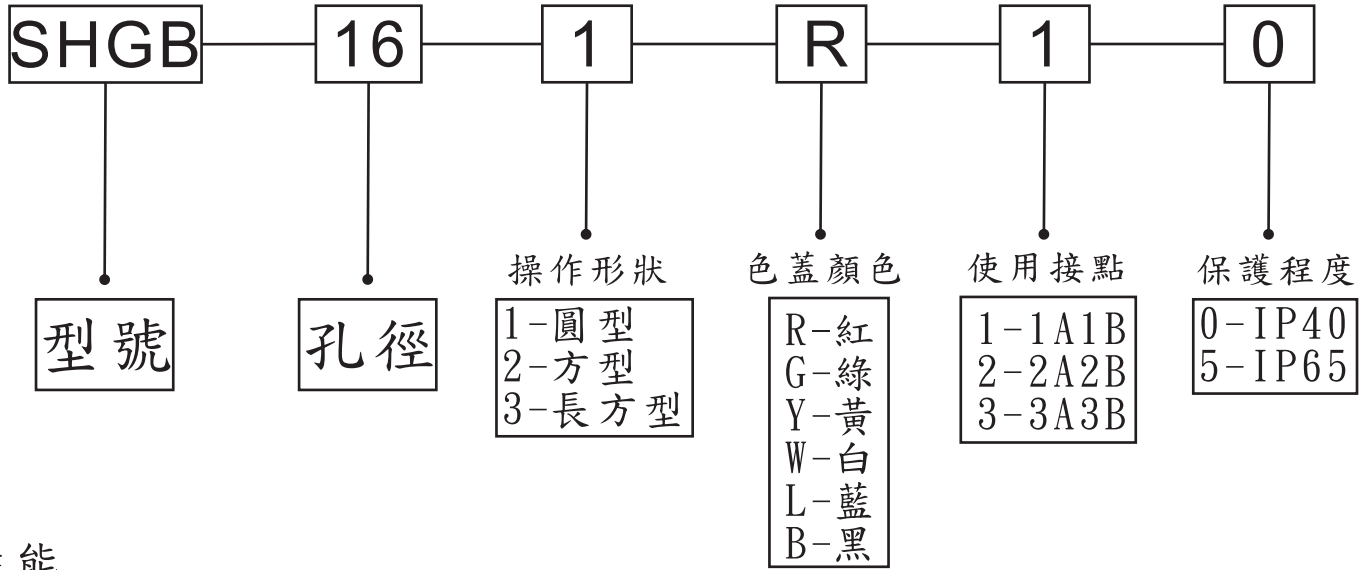 SHGB 16 1 R 1 0
型號
孔徑
操作形狀
1-圓型
2-方型
3-長方型
色蓋顏色
R-紅
G-綠
Y-黃
W-白
L-藍
B-黑
使用接點
1-1A1B
2-2A2B
3-3A3B
保護程度
0-IP40
5-IP65
能